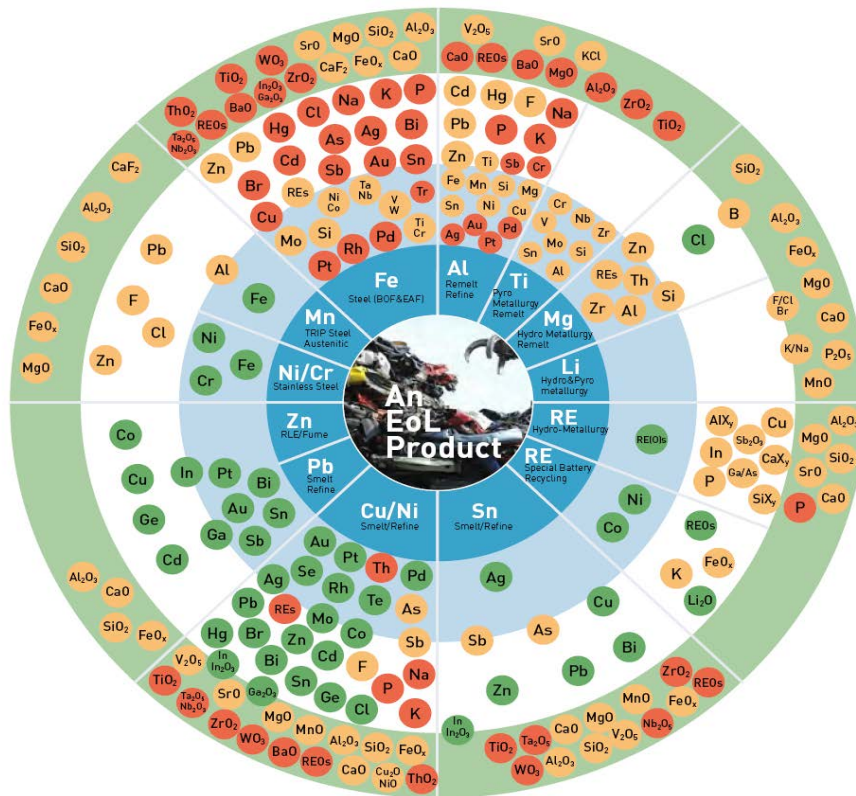 An
EoL
Product
Fe
Steel (BOF&EAF)
Al
Remelt
Refine
Ti
Pyro
Metallurgy
Remelt
Mg
Hydro Metallurgy
Remelt
Li
Hydro&Pyro
metallurgy
RE
Hydro-Metallurgy
RE
Special Battery
Recycling
Sn
Smelt/Refine
Cu/Ni
Smelt/Refine
Pb
Smelt
Refine
Zn
RLE/Fume
Ni/Cr
Stainless Steel
Mn
TRIP Steel
Austenitic
SrO
MgO
SiO₂
Al₂O₃
WO₃
CaF₂
FeOₓ
CaO
TiO₂
In₂O₃
Ga₂O₃
ZrO₂
ThO₂
BaO
REOs
Ta₂O₅
Nb₂O₃
Hg
Cl
Na
K
P
Pb
As
Ag
Bi
Zn
Cd
Sb
Au
Sn
Br
Cu
REs
Ni
Co
Ta
Nb
V
W
Tr
Mo
Si
Ti
Cr
Pt
Rh
Pd
V₂O₅
SrO
KCl
CaO
REOs
BaO
MgO
Al₂O₃
ZrO₂
TiO₂
Cd
Hg
F
Na
Pb
P
K
Zn
Ti
Sb
Cr
Fe
Mn
Si
Mg
Sn
Ni
Cu
Ag
Au
Pt
Pd
Cr
Nb
V
Zr
Mo
Si
Sn
Al
Zn
REs
Th
Zr
Al
Si
Cl
B
SiO₂
Al₂O₃
FeOₓ
MgO
F/Cl
Br
CaO
K/Na
P₂O₅
MnO
RE(O)s
AlXᵧ
Cu
Sb₂O₃
In
CaXᵧ
Ga/As
P
SiXᵧ
Al₂O₃
MgO
SiO₂
SrO
CaO
P
Ni
Co
REOs
K
FeOₓ
Li₂O
Ag
Cu
Sb
As
Bi
Pb
Zn
In
In₂O₃
ZrO₂
REOs
MnO
FeOₓ
MgO
Nb₂O₅
CaO
V₂O₅
Ta₂O₅
SiO₂
TiO₂
Al₂O₃
WO₃
Au
Pt
Th
Pd
Ag
Se
Rh
Te
As
Pb
REs
Mo
Co
Sb
Hg
Br
Zn
Cd
F
Na
In
In₂O₃
Bi
P
Sn
Ge
Cl
K
Ga₂O₃
V₂O₅
TiO₂
SrO
Ta₂O₅
Nb₂O₃
ZrO₂
MgO
MnO
WO₃
BaO
Al₂O₃
SiO₂
FeOₓ
REOs
CaO
Cu₂O
NiO
ThO₂
In
Pt
Bi
Au
Sn
Ga
Sb
Co
Cu
Ge
Cd
Al₂O₃
CaO
SiO₂
FeOₓ
Ni
Fe
Cr
Al
Fe
Pb
F
Cl
Zn
CaF₂
Al₂O₃
SiO₂
CaO
FeOₓ
MgO